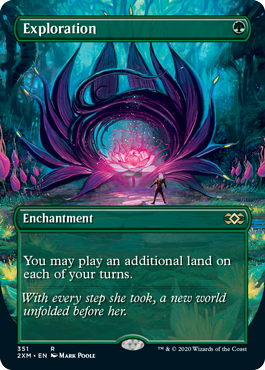 Exploration
Enchantment
You may play an additional land on
each of your turns.
With every step she took, a new world
unfolded before her.
351 R
2XM • EN Mark Poole
™ & © 2020 Wizards of the Coast